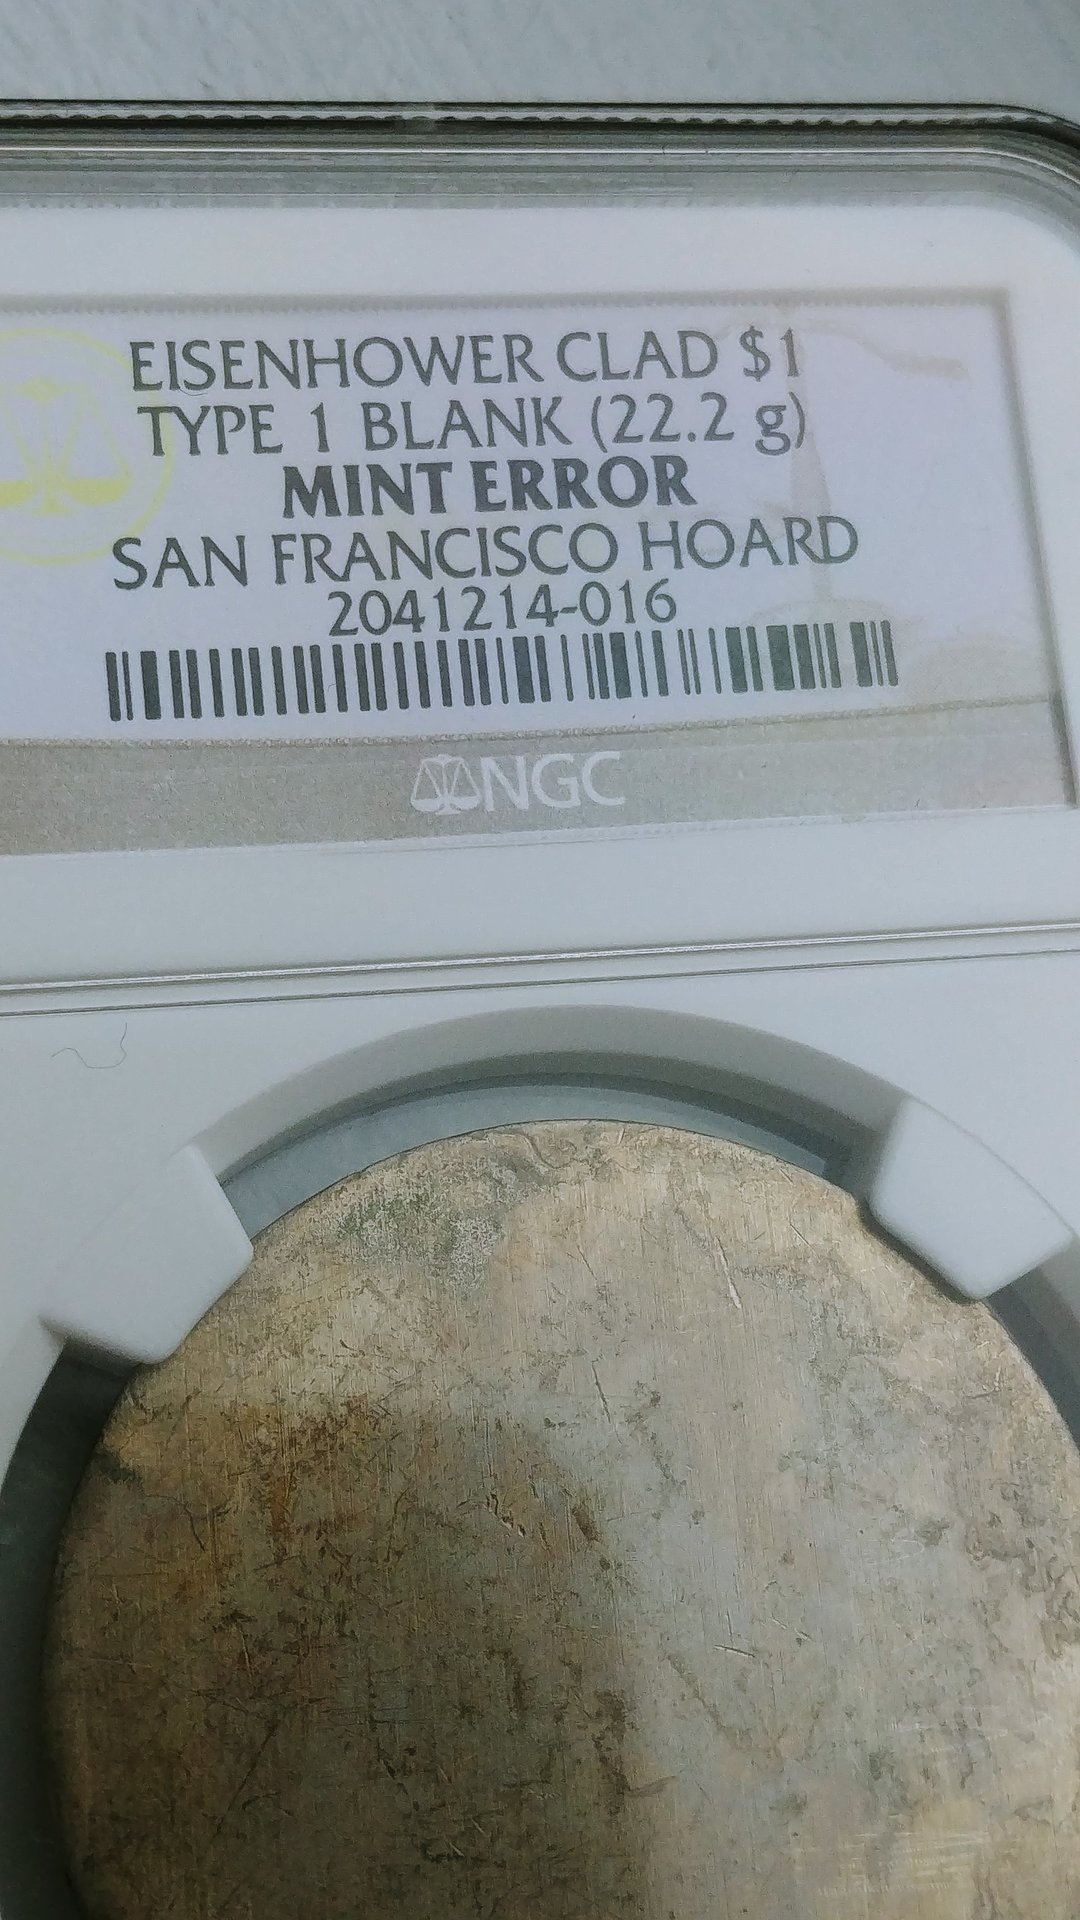 EISENHOWER CLAD $1
TYPE 1 BLANK (22.2 g)
MINT ERROR
SAN FRANCISCO HOARD
2041214-016
NGC